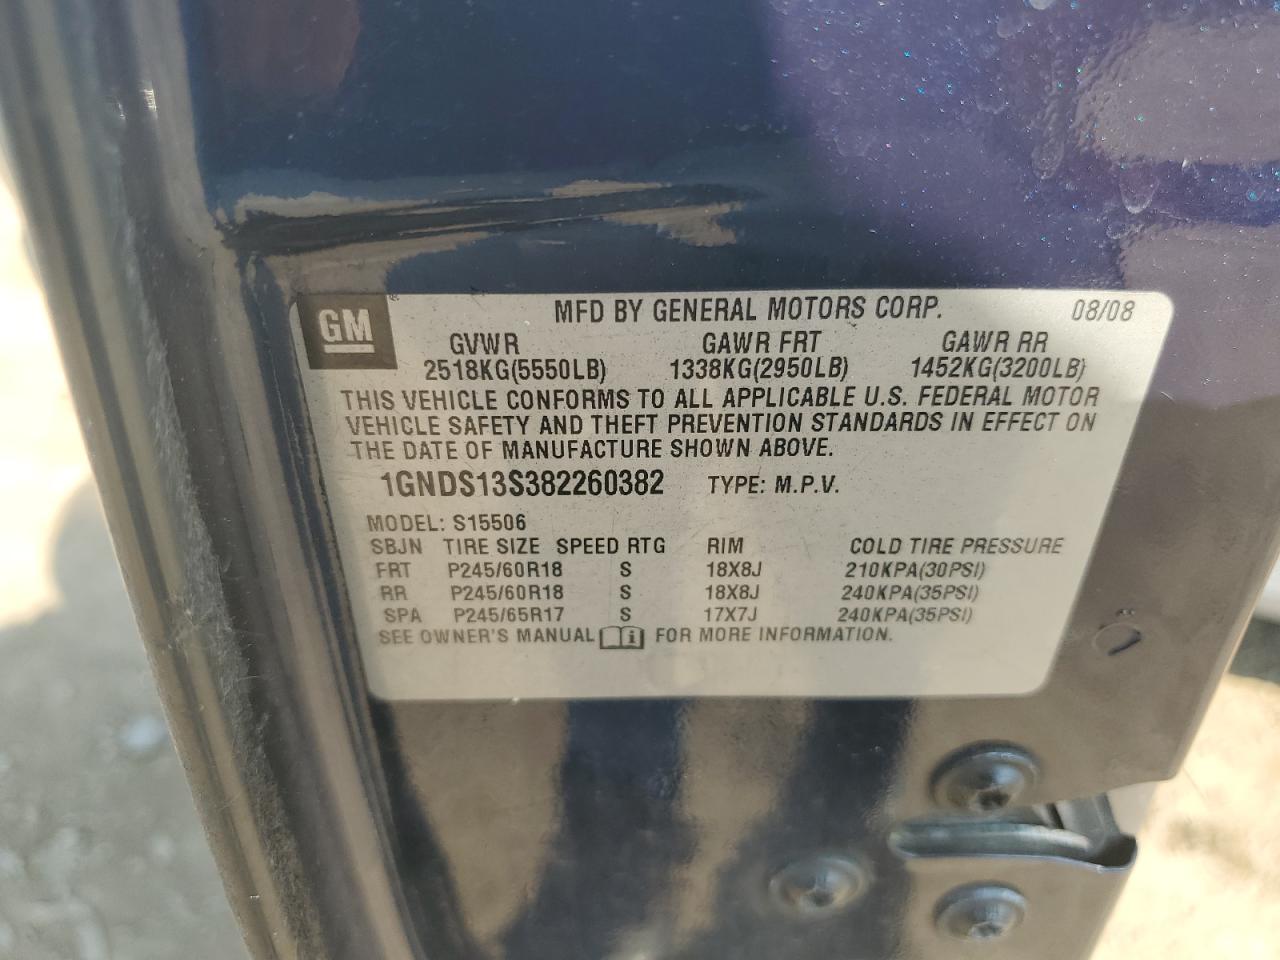 GM ® MFD BY GENERAL MOTORS CORP. 08/08
GVWR GAWR FRT GAWR RR
2518KG(5550LB) 1338KG(2950LB) 1452KG(3200LB)
THIS VEHICLE CONFORMS TO ALL APPLICABLE U.S. FEDERAL MOTOR
VEHICLE SAFETY AND THEFT PREVENTION STANDARDS IN EFFECT ON
THE DATE OF MANUFACTURE SHOWN ABOVE.
1GNDS13S382260382 TYPE: M.P.V.
MODEL: S15506
SBJN TIRE SIZE SPEED RTG RIM COLD TIRE PRESSURE
FRT P245/60R18 S 18X8J 210KPA(30PSI)
RR P245/60R18 S 18X8J 240KPA(35PSI)
SPA P245/65R17 S 17X7J 240KPA(35PSI)
SEE OWNER'S MANUAL i FOR MORE INFORMATION.